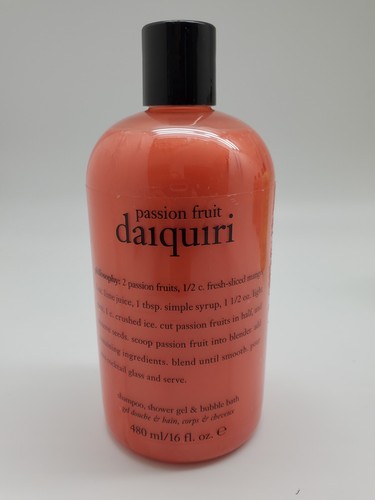 passion fruit
daiquiri
philosophy: 2 passion fruits, 1/2 c. fresh-sliced
juice, 1 tbsp. simple syrup, 1 1/2 oz. light
c. crushed ice. cut passion fruits in half, and
seeds. scoop passion fruit into blender, add
ingredients. blend until smooth. pour
cocktail glass and serve.
shampoo, shower gel & bubble bath
gel douche & bain, corps & cheveux
480 ml/16 fl. oz. ℮